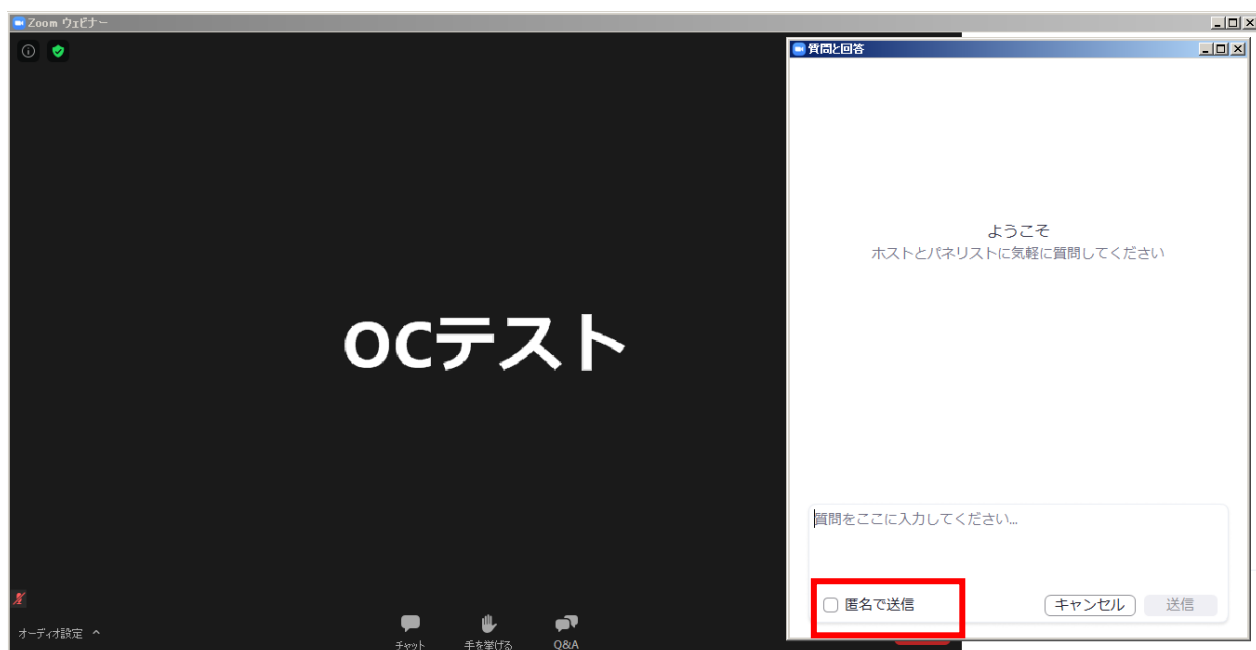 Zoom ウェビナー
質問と回答
ようこそ
ホストとパネリストに気軽に質問してください
OCテスト
質問をここに入力してください...
匿名で送信
キャンセル
送信
オーディオ設定
チャット
手を挙げる
Q&A